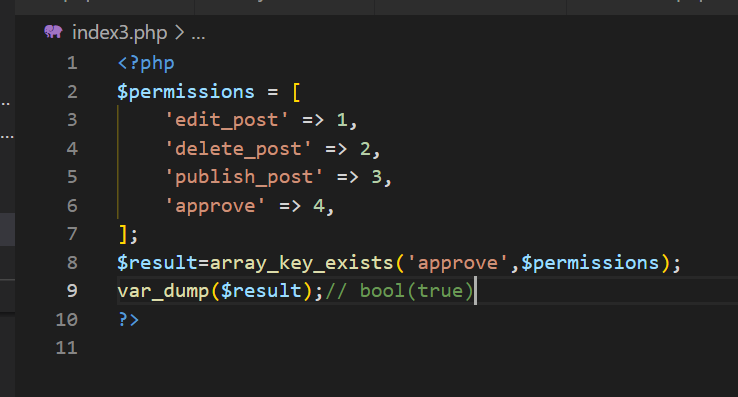 index3.php > ...
1 <?php
2 $permissions = [
3     'edit_post' => 1,
4     'delete_post' => 2,
5     'publish_post' => 3,
6     'approve' => 4,
7 ];
8 $result=array_key_exists('approve',$permissions);
9 var_dump($result);// bool(true)
10 ?>
11